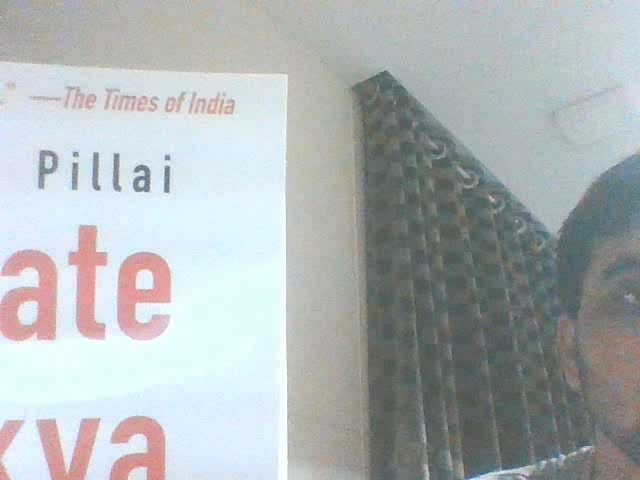 ." —The Times of India
Pillai
ate
kya